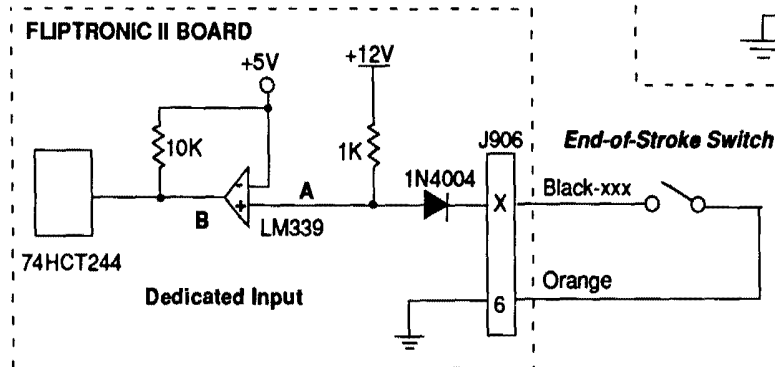 FLIPTRONIC II BOARD
+5V
+12V
10K
1K
J906
End-of-Stroke Switch
1N4004
-
+
A
X
Black-xxx
B
LM339
74HCT244
Dedicated Input
6
Orange